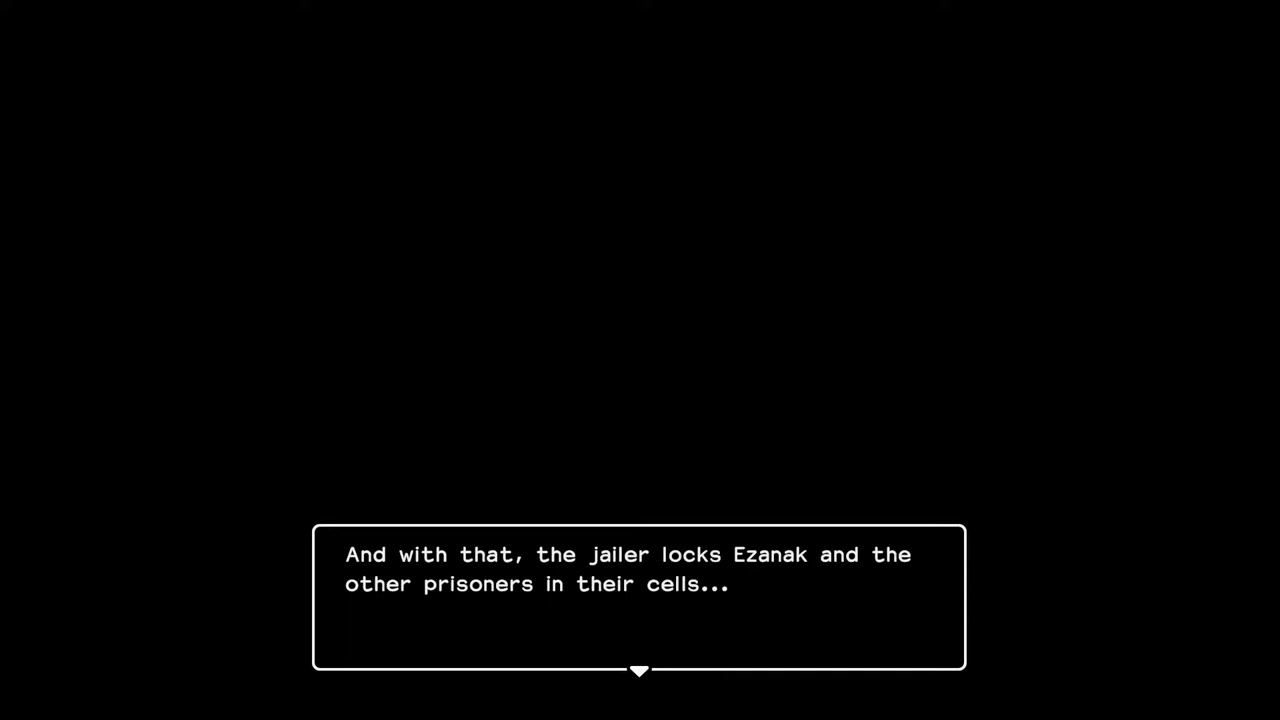 And with that, the jailer locks Ezanak and the
other prisoners in their cells...